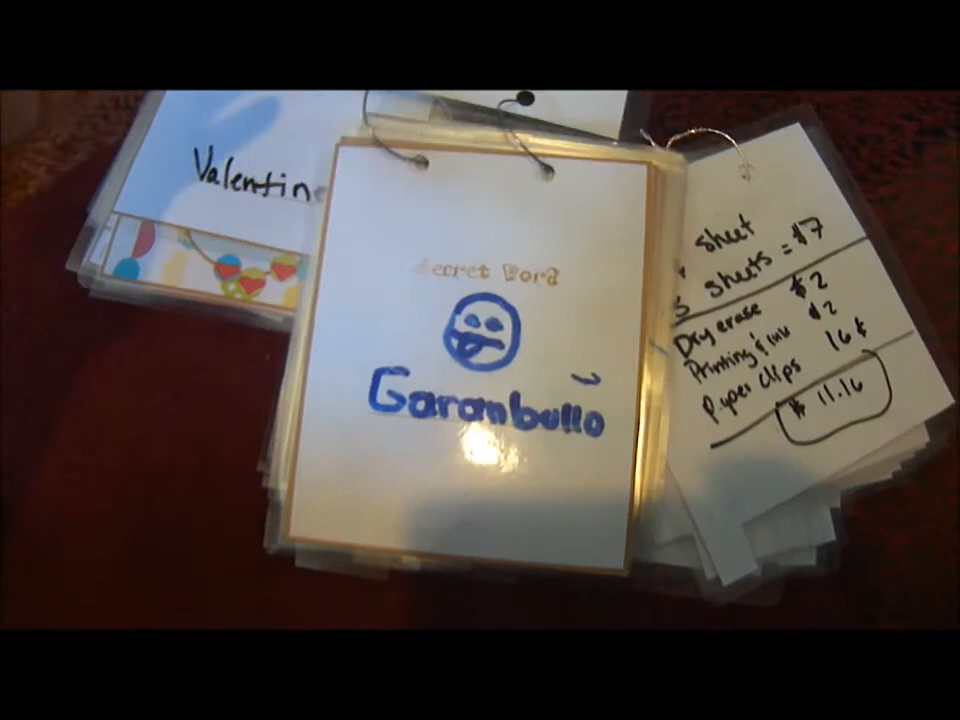 Valentin
Secret Word
Garanbullo
sheet
sheets = $7
Dry erase $2
Printing & ink $2
Paper clips 16¢
$ 11.16